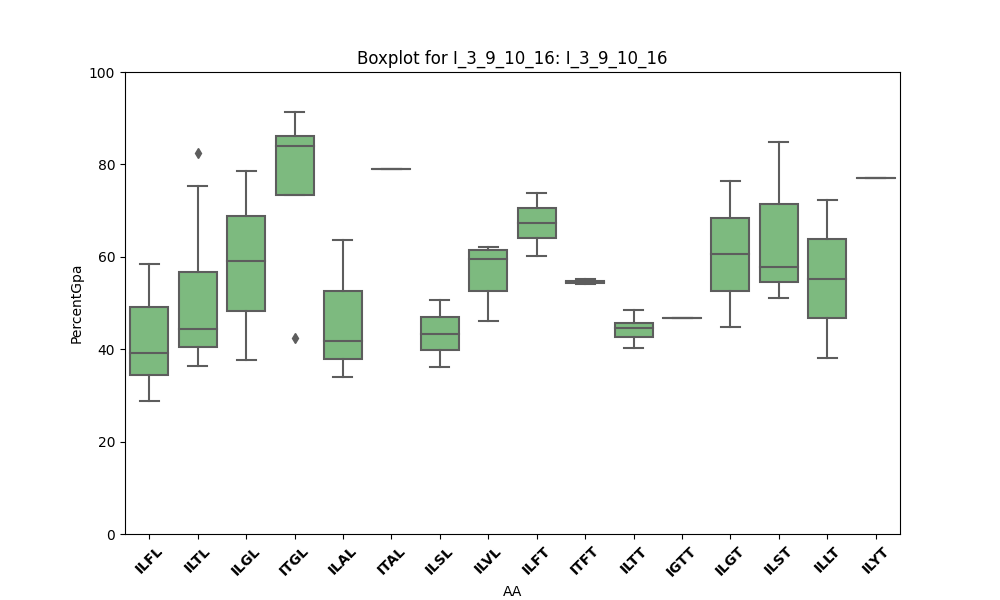 Boxplot for I_3_9_10_16: I_3_9_10_16
PercentGpa
100
80
60
40
20
0
ILFL ILTL ILGL ITGL ILAL ITAL ILSL ILVL ILFT ITFT ILTT IGTT ILGT ILST ILLT ILYT
AA